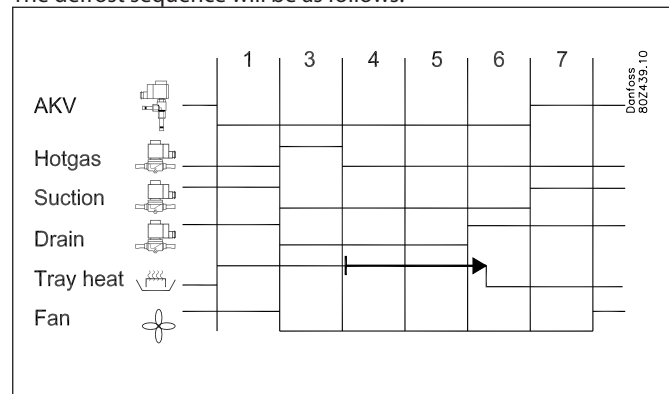 The defrost sequence will be as follows:
1 3 4 5 6 7
AKV
Hotgas
Suction
Drain
Tray heat
Fan
Danfoss
80Z439.10